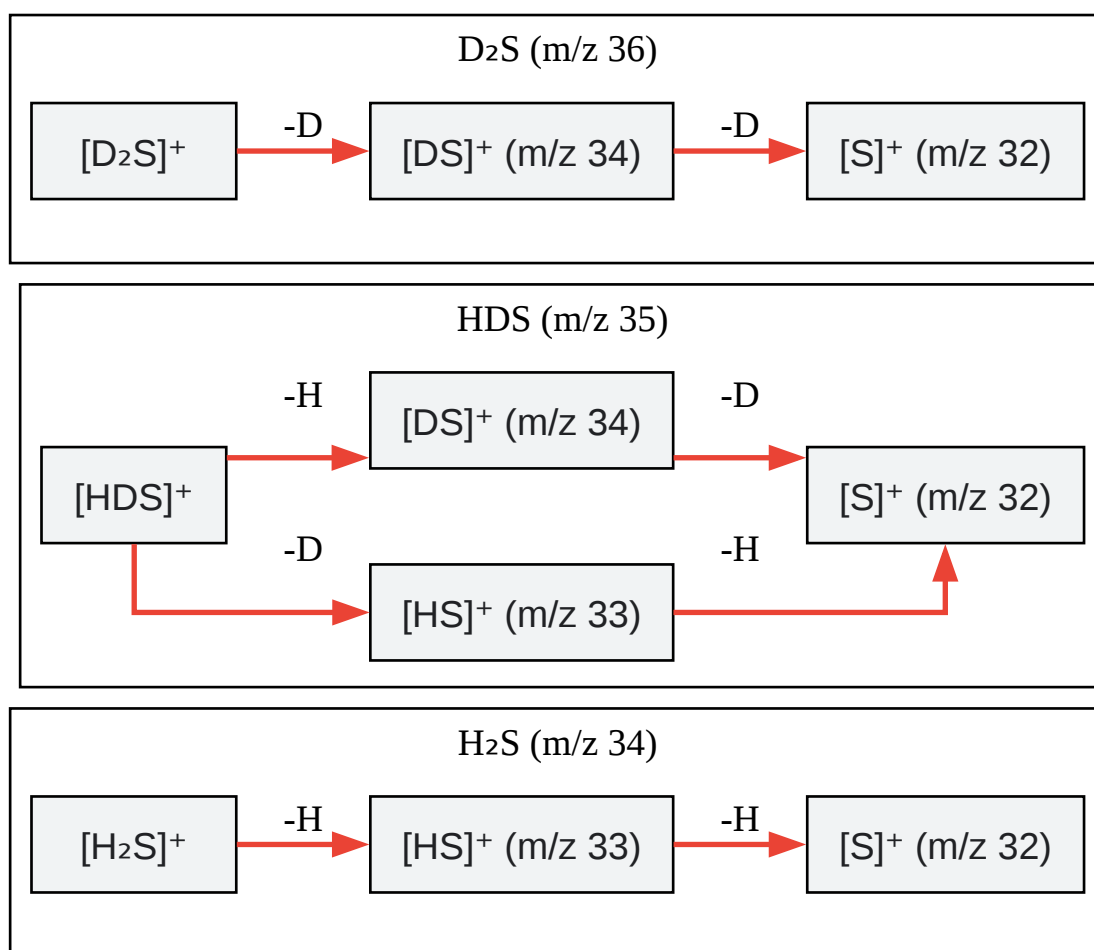 D₂S (m/z 36)
-D
-D
[D₂S]⁺
[DS]⁺ (m/z 34)
[S]⁺ (m/z 32)
HDS (m/z 35)
-H
-D
[DS]⁺ (m/z 34)
[HDS]⁺
[S]⁺ (m/z 32)
-D
-H
[HS]⁺ (m/z 33)
H₂S (m/z 34)
-H
-H
[H₂S]⁺
[HS]⁺ (m/z 33)
[S]⁺ (m/z 32)